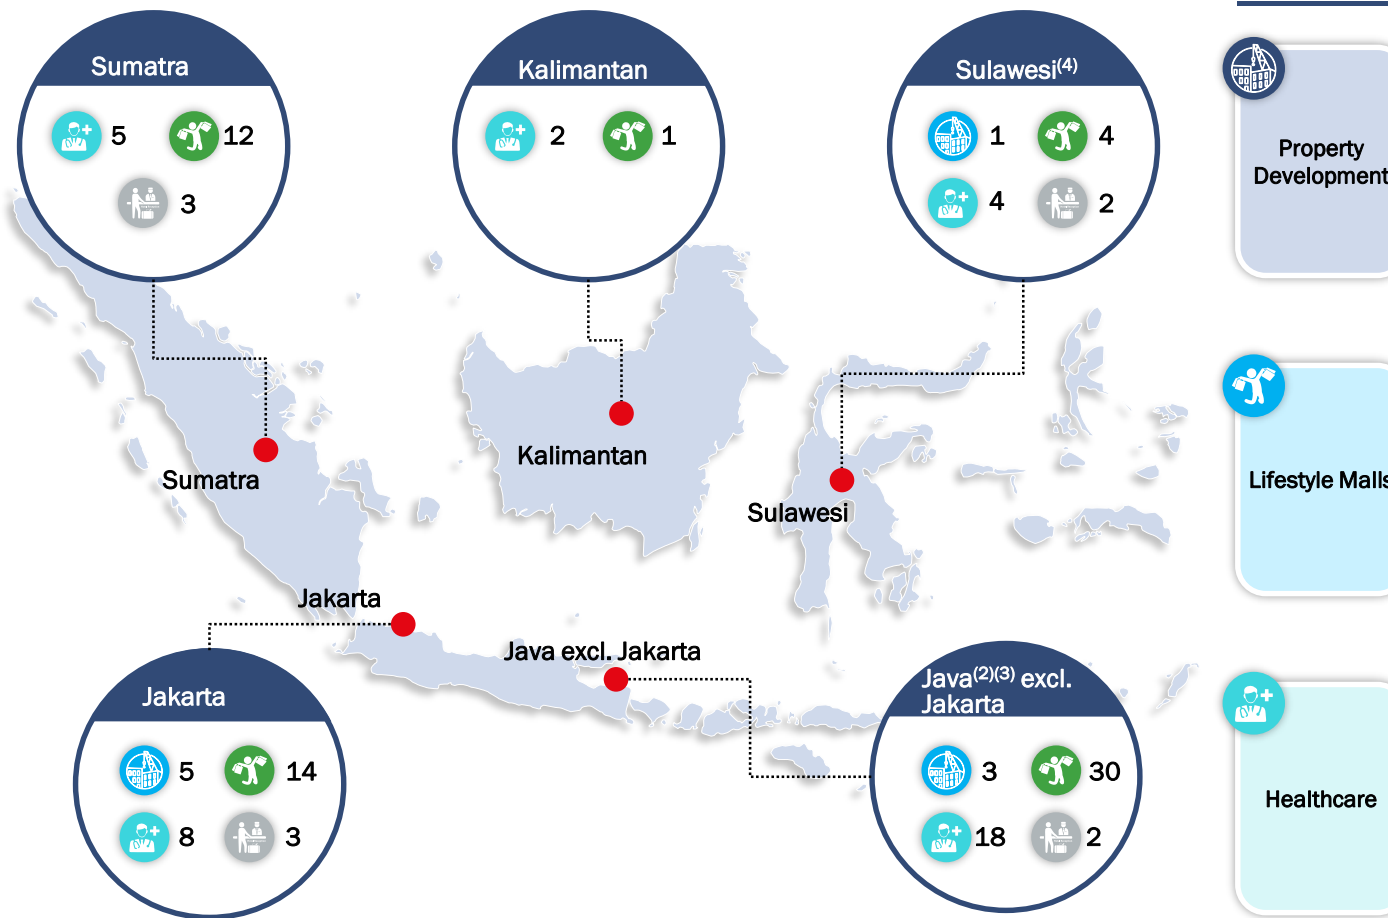 Sumatra
5
12
3
Kalimantan
2
1
Sulawesi(4)
1
4
4
2
Property
Development
Lifestyle Malls
Healthcare
Sumatra
Kalimantan
Sulawesi
Jakarta
Java excl. Jakarta
Jakarta
5
14
8
3
Java(2)(3) excl.
Jakarta
3
30
18
2